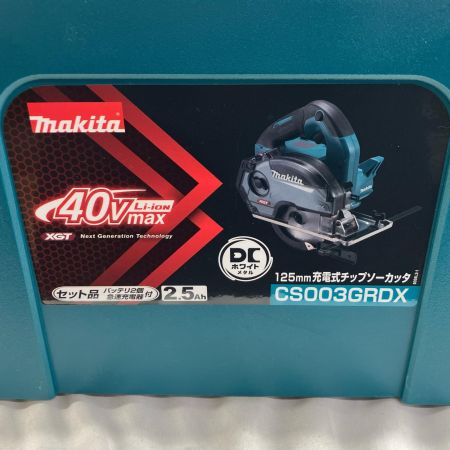 makita
40Vmax Li-ion
XGT Next Generation Technology
makita
DC
ホワイト
メタル
125mm充電式チップソーカッタ
CS003GRDX
セット品 バッテリ2個 急速充電器 付 2.5Ah